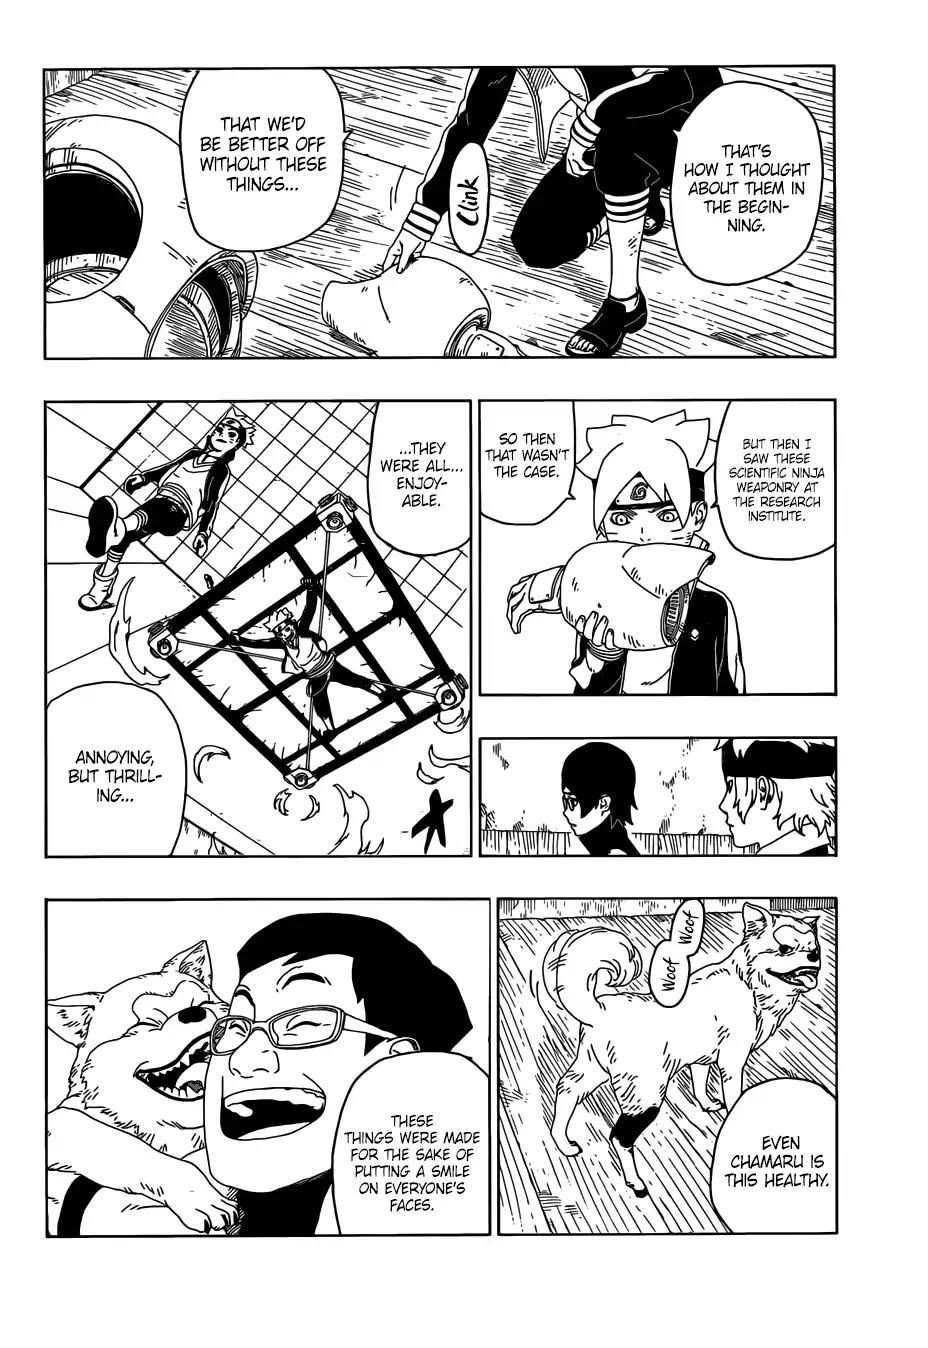 THAT'S
HOW I THOUGHT
ABOUT THEM IN
THE BEGIN-
NING.
Clink
THAT WE'D
BE BETTER OFF
WITHOUT THESE
THINGS...
BUT THEN I
SAW THESE
SCIENTIFIC NINJA
WEAPONRY AT
THE RESEARCH
INSTITUTE.
SO THEN
THAT WASN'T
THE CASE.
...THEY
WERE ALL...
ENJOY-
ABLE.
ANNOYING,
BUT THRILL-
ING...
Woof
Woof
EVEN
CHAMARU IS
THIS HEALTHY.
THESE
THINGS WERE MADE
FOR THE SAKE OF
PUTTING A SMILE
ON EVERYONE'S
FACES.